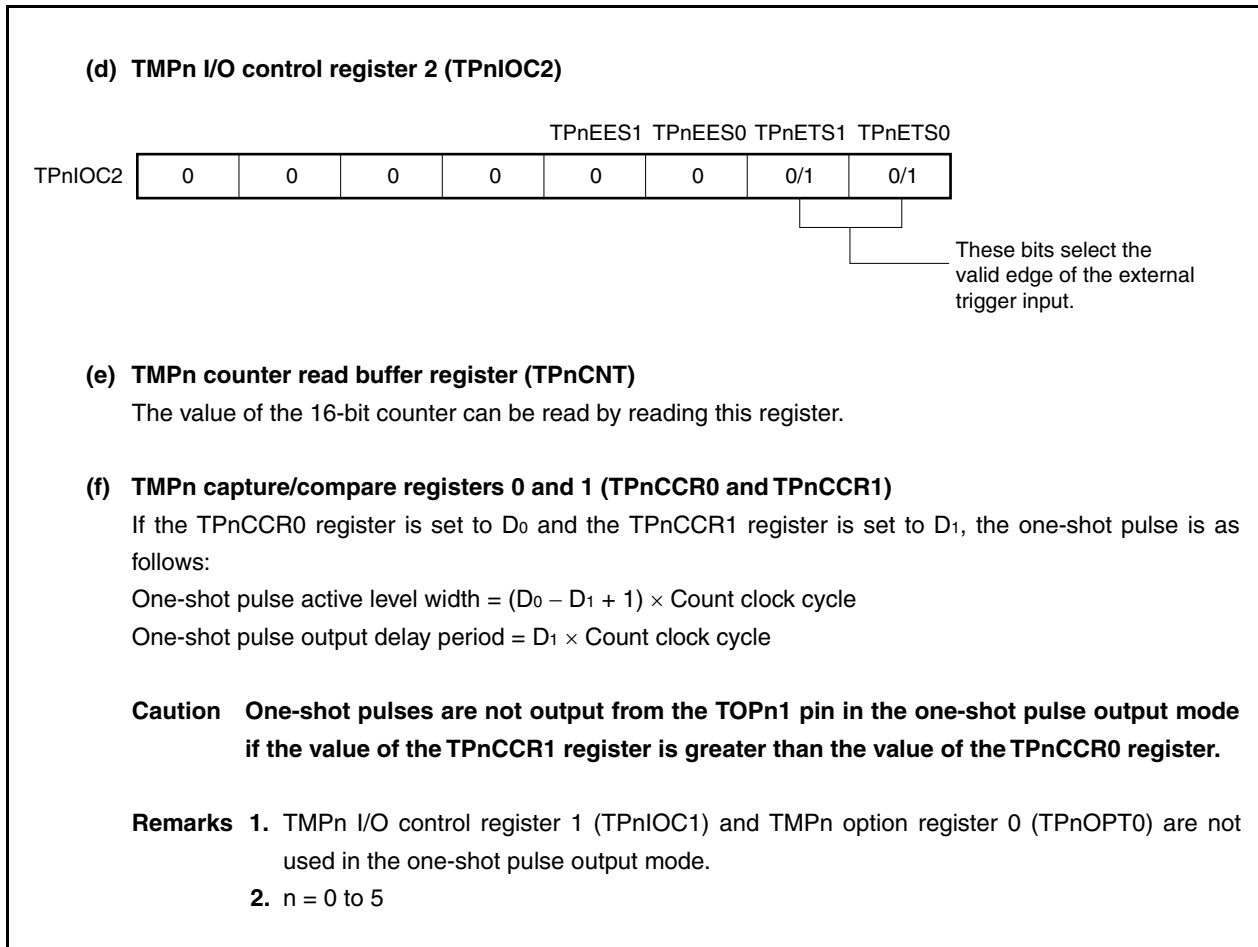 (d) TMPn I/O control register 2 (TPnIOC2)
TPnEES1 TPnEES0 TPnETS1 TPnETS0
TPnIOC2 0 0 0 0 0 0 0/1 0/1
These bits select the
valid edge of the external
trigger input.
(e) TMPn counter read buffer register (TPnCNT)
The value of the 16-bit counter can be read by reading this register.
(f) TMPn capture/compare registers 0 and 1 (TPnCCR0 and TPnCCR1)
If the TPnCCR0 register is set to D0 and the TPnCCR1 register is set to D1, the one-shot pulse is as
follows:
One-shot pulse active level width = (D0 − D1 + 1) × Count clock cycle
One-shot pulse output delay period = D1 × Count clock cycle
Caution One-shot pulses are not output from the TOPn1 pin in the one-shot pulse output mode
if the value of the TPnCCR1 register is greater than the value of the TPnCCR0 register.
Remarks 1. TMPn I/O control register 1 (TPnIOC1) and TMPn option register 0 (TPnOPT0) are not
used in the one-shot pulse output mode.
2. n = 0 to 5